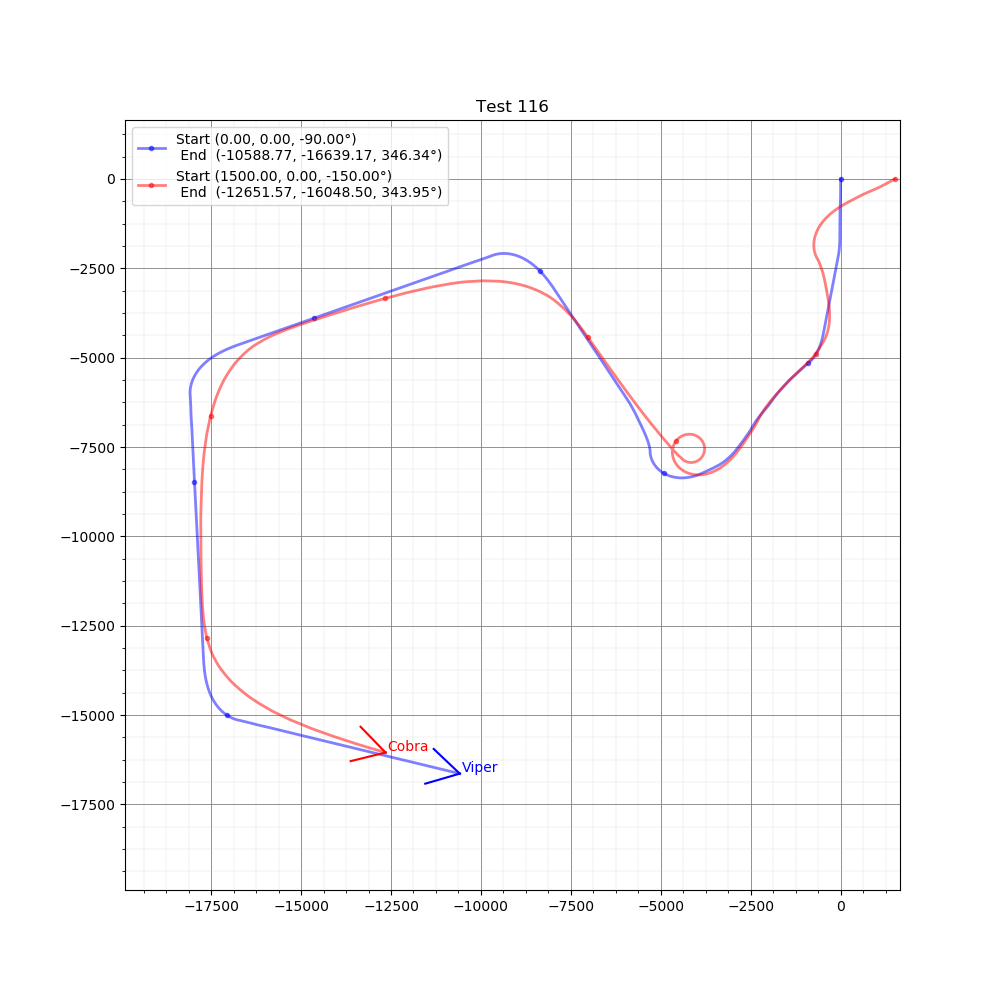 Test 116
Start (0.00, 0.00, -90.00°)
End  (-10588.77, -16639.17, 346.34°)
Start (1500.00, 0.00, -150.00°)
End  (-12651.57, -16048.50, 343.95°)
0
−2500
−5000
−7500
−10000
−12500
−15000
−17500
Cobra
Viper
−17500 −15000 −12500 −10000 −7500 −5000 −2500 0